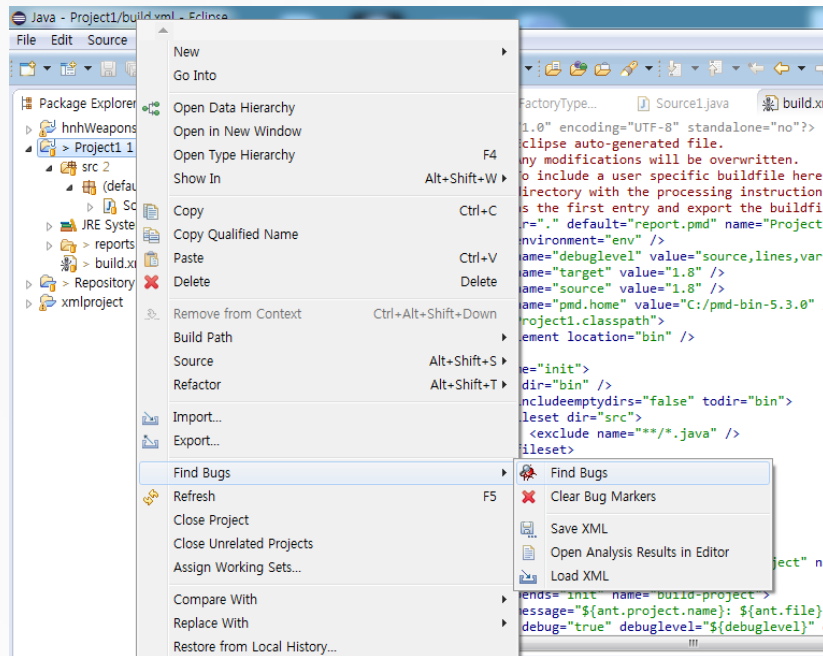 Java - Project1/build.xml - Eclipse
File Edit Source
Package Explorer
hnhWeapons
> Project1 1
src 2
(defau
So
JRE Syste
> reports
> build.x
> Repository
xmlproject
New
Go Into
Open Data Hierarchy
Open in New Window
Open Type Hierarchy F4
Show In Alt+Shift+W
Copy Ctrl+C
Copy Qualified Name
Paste Ctrl+V
Delete Delete
Remove from Context Ctrl+Alt+Shift+Down
Build Path
Source Alt+Shift+S
Refactor Alt+Shift+T
Import...
Export...
Find Bugs
Refresh F5
Close Project
Close Unrelated Projects
Assign Working Sets...
Compare With
Replace With
Restore from Local History...
Find Bugs
Clear Bug Markers
Save XML
Open Analysis Results in Editor
Load XML
FactoryType... Source1.java build.x
1.0" encoding="UTF-8" standalone="no"?>
clipse auto-generated file.
ny modifications will be overwritten.
o include a user specific buildfile here
directory with the processing instruction
s the first entry and export the buildfi
r="." default="report.pmd" name="Project
nvironment="env" />
ame="debuglevel" value="source,lines,var
ame="target" value="1.8" />
ame="source" value="1.8" />
ame="pmd.home" value="C:/pmd-bin-5.3.0"
roject1.classpath">
ement location="bin" />
e="init">
dir="bin" />
ncludeemptydirs="false" todir="bin">
leset dir="src">
<exclude name="**/*.java" />
fileset>
ject" n
ends="init" name="build-project">
essage="${ant.project.name}: ${ant.file}
debug="true" debuglevel="${debuglevel}"